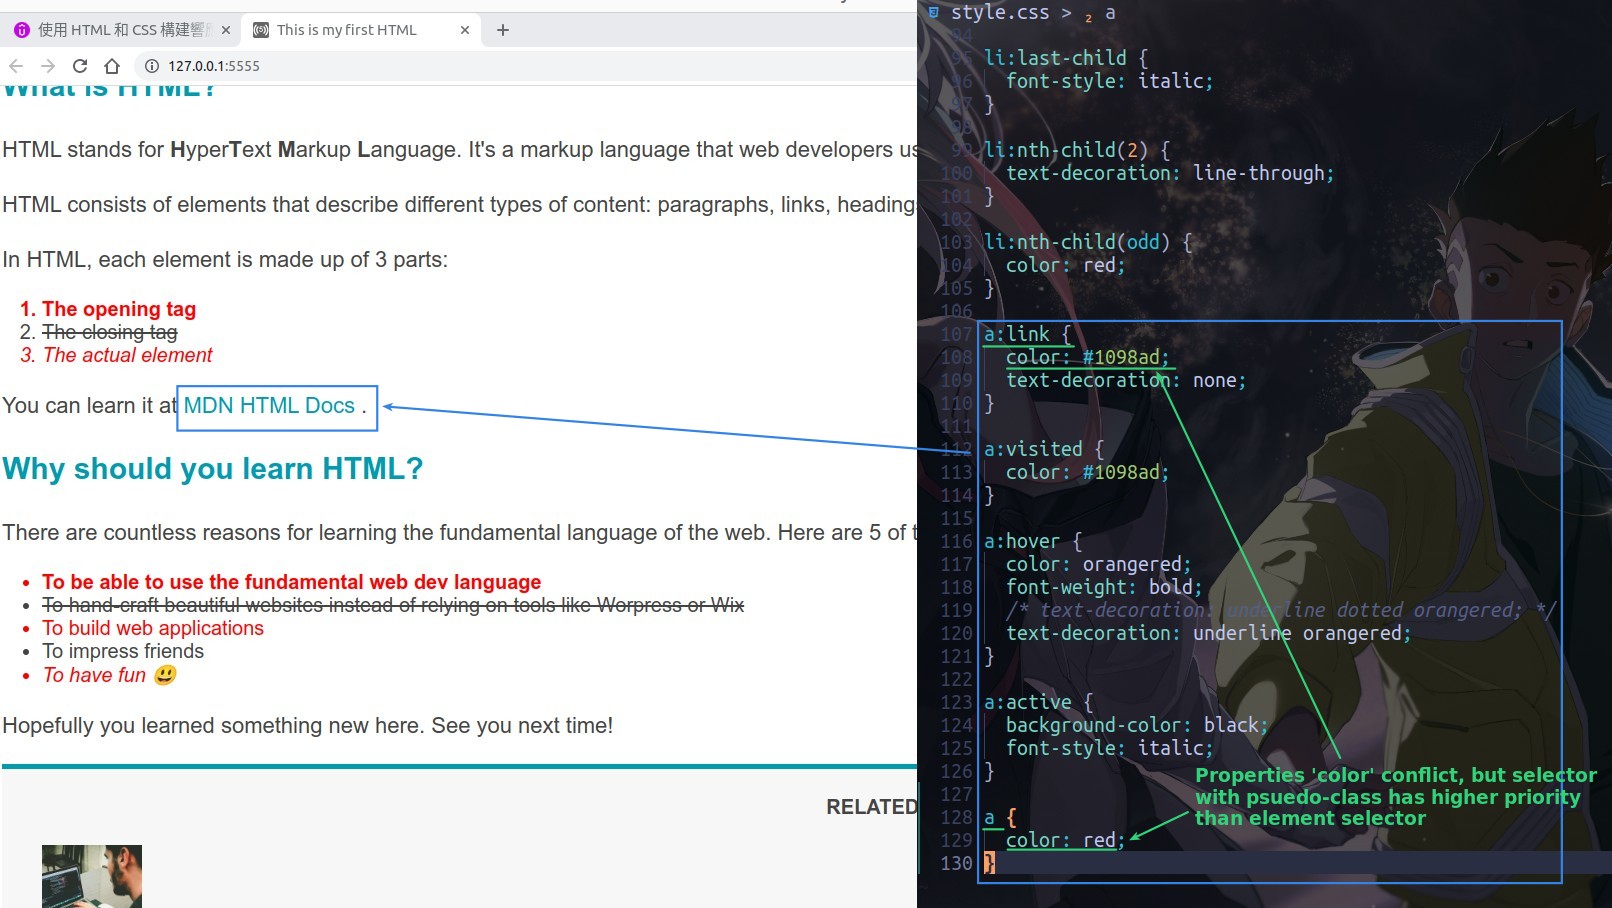 使用 HTML 和 CSS 構建響
This is my first HTML
127.0.0.1:5555
What is HTML?
HTML stands for HyperText Markup Language. It's a markup language that web developers us
HTML consists of elements that describe different types of content: paragraphs, links, heading
In HTML, each element is made up of 3 parts:
1. The opening tag
2. The closing tag
3. The actual element
You can learn it at MDN HTML Docs .
Why should you learn HTML?
There are countless reasons for learning the fundamental language of the web. Here are 5 of t
• To be able to use the fundamental web dev language
• To hand-craft beautiful websites instead of relying on tools like Worpress or Wix
• To build web applications
• To impress friends
• To have fun 😃
Hopefully you learned something new here. See you next time!
RELATED
style.css > a
94
95 li:last-child {
96 font-style: italic;
97 }
98
99 li:nth-child(2) {
100 text-decoration: line-through;
101 }
102
103 li:nth-child(odd) {
104 color: red;
105 }
106
107 a:link {
108 color: #1098ad;
109 text-decoration: none;
110 }
111
112 a:visited {
113 color: #1098ad;
114 }
115
116 a:hover {
117 color: orangered;
118 font-weight: bold;
119 /* text-decoration: underline dotted orangered; */
120 text-decoration: underline orangered;
121 }
122
123 a:active {
124 background-color: black;
125 font-style: italic;
126 }
127
128 a {
129 color: red;
130 }
Properties 'color' conflict, but selector
with psuedo-class has higher priority
than element selector